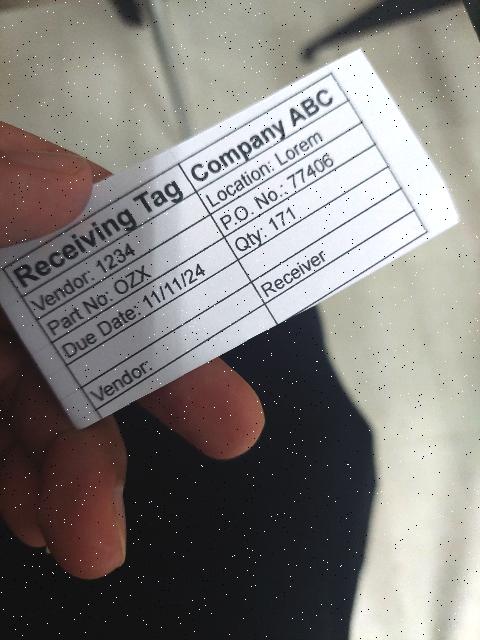 Receiving Tag Company ABC
Vendor: 1234 Location: Lorem
Part No: OZX P.O. No.: 77406
Due Date: 11/11/24 Qty: 171
Vendor: Receiver